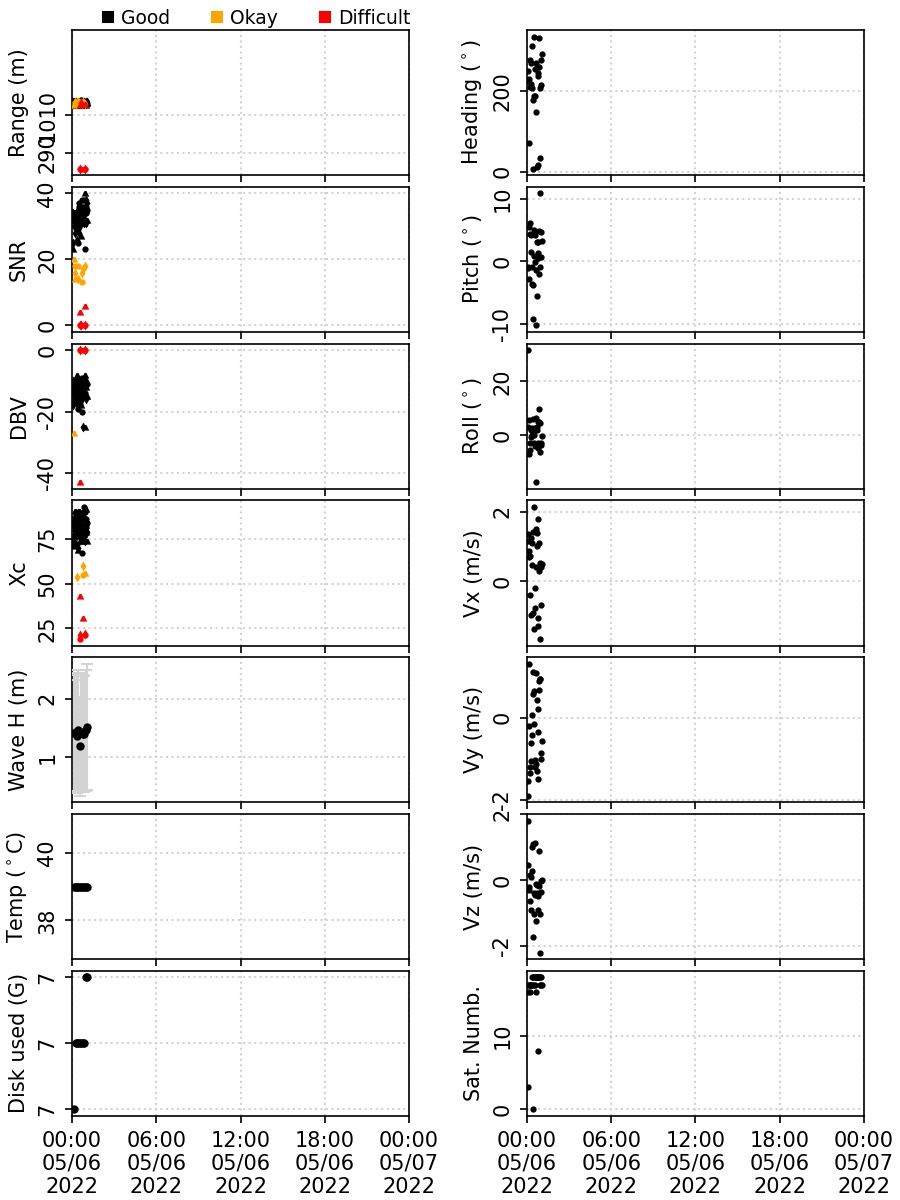 Good Okay Difficult
Range (m)
1010
290
SNR
40
20
0
DBV
0
-20
-40
Xc
75
50
25
Wave H (m)
2
1
Temp (°C)
40
38
Disk used (G)
7
7
7
00:00 06:00 12:00 18:00 00:00
05/06 05/06 05/06 05/06 05/07
2022 2022 2022 2022 2022
Heading (°)
200
0
Pitch (°)
10
0
-10
Roll (°)
20
0
Vx (m/s)
2
0
Vy (m/s)
0
-2
Vz (m/s)
2
0
-2
Sat. Numb.
10
0
00:00 06:00 12:00 18:00 00:00
05/06 05/06 05/06 05/06 05/07
2022 2022 2022 2022 2022